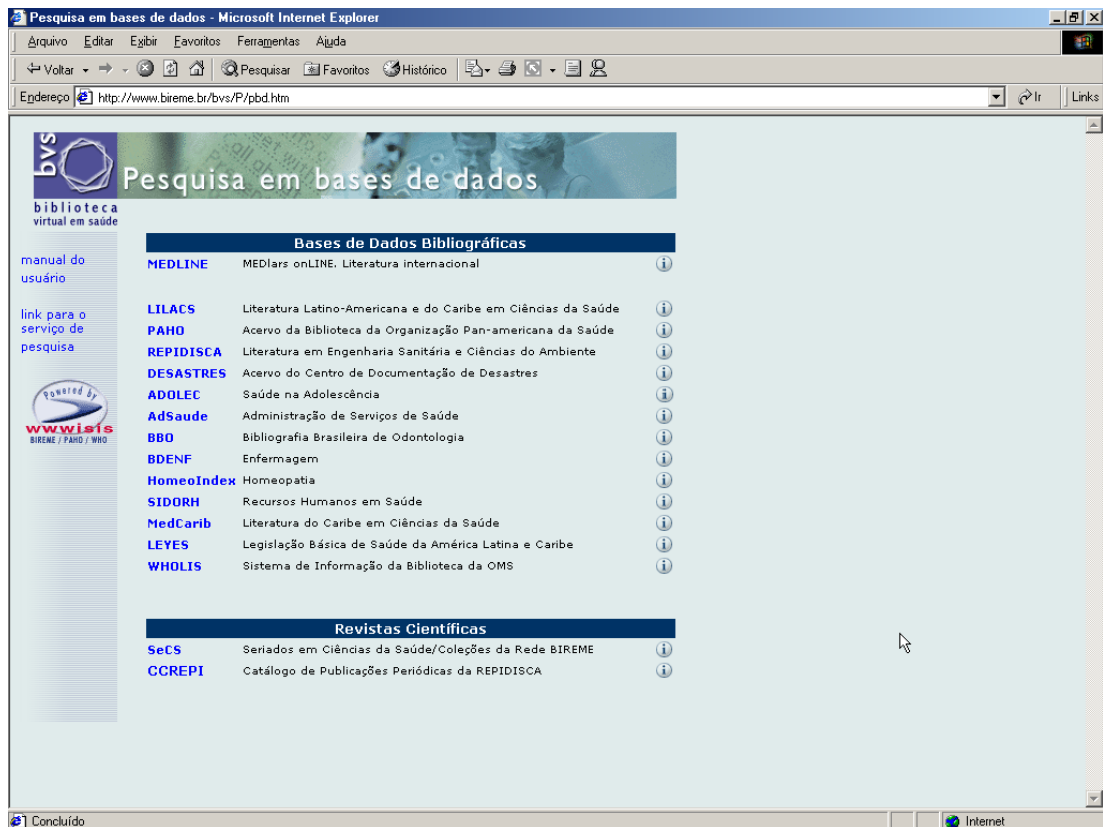 Pesquisa em bases de dados - Microsoft Internet Explorer
Arquivo Editar Exibir Favoritos Ferramentas Ajuda
Voltar Pesquisar Favoritos Histórico
Endereço http://www.bireme.br/bvs/P/pbd.htm Ir Links
bvs
Pesquisa em bases de dados
biblioteca
virtual em saúde
Bases de Dados Bibliográficas
manual do
usuário
link para o
serviço de
pesquisa
Powered by
wwwisis
BIREME / PAHO / WHO
MEDLINE MEDlars onLINE. Literatura internacional
LILACS Literatura Latino-Americana e do Caribe em Ciências da Saúde
PAHO Acervo da Biblioteca da Organização Pan-americana da Saúde
REPIDISCA Literatura em Engenharia Sanitária e Ciências do Ambiente
DESASTRES Acervo do Centro de Documentação de Desastres
ADOLEC Saúde na Adolescência
AdSaude Administração de Serviços de Saúde
BBO Bibliografia Brasileira de Odontologia
BDENF Enfermagem
HomeoIndex Homeopatia
SIDORH Recursos Humanos em Saúde
MedCarib Literatura do Caribe em Ciências da Saúde
LEYES Legislação Básica de Saúde da América Latina e Caribe
WHOLIS Sistema de Informação da Biblioteca da OMS
Revistas Científicas
SeCS Seriados em Ciências da Saúde/Coleções da Rede BIREME
CCREPI Catálogo de Publicações Periódicas da REPIDISCA
Concluído Internet